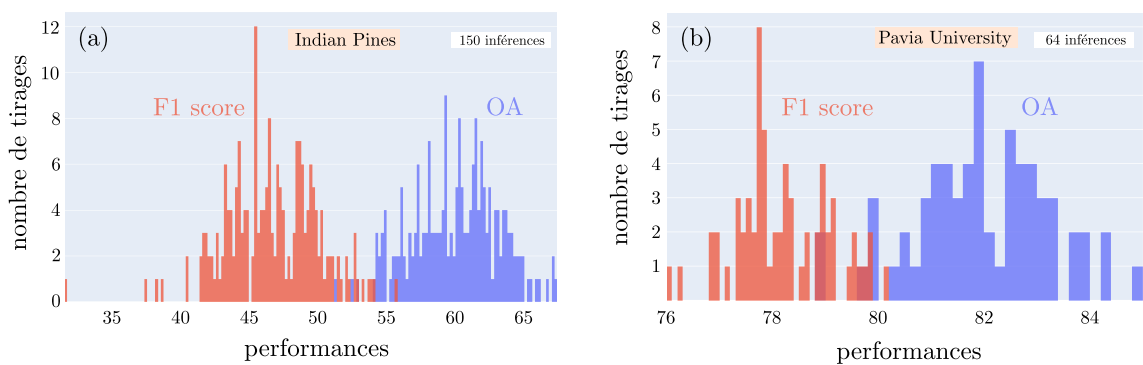 (a)
Indian Pines
150 inférences
F1 score
OA
nombre de tirages
12
10
8
6
4
2
0
35 40 45 50 55 60 65
performances
(b)
Pavia University
64 inférences
F1 score
OA
nombre de tirages
8
7
6
5
4
3
2
1
76 78 80 82 84
performances